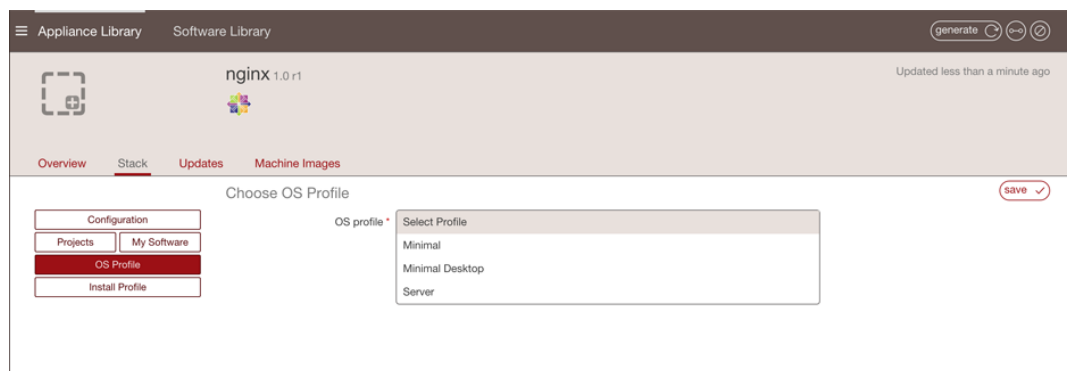 Appliance Library Software Library generate
nginx 1.0 r1 Updated less than a minute ago
Overview Stack Updates Machine Images
Choose OS Profile save
Configuration OS profile * Select Profile
Projects My Software Minimal
OS Profile Minimal Desktop
Install Profile Server